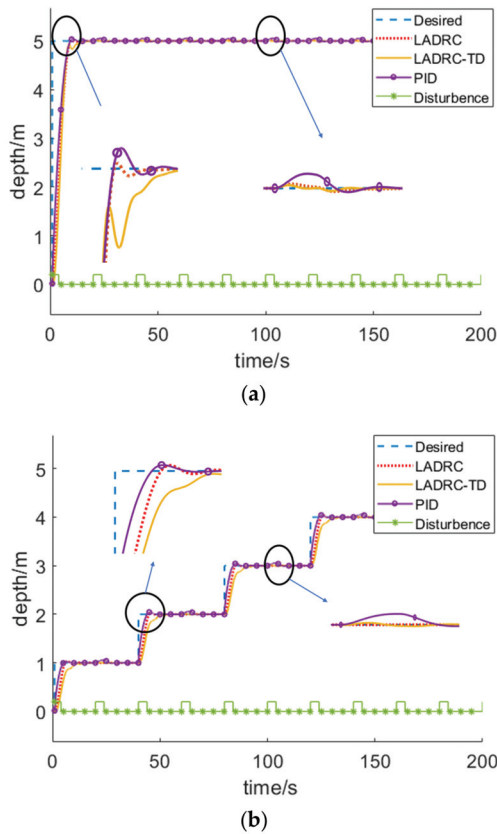 Desired
LADRC
LADRC-TD
PID
Disturbence
depth/m
5
4
3
2
1
0
0
50
100
150
200
time/s
(a)
Desired
LADRC
LADRC-TD
PID
Disturbence
depth/m
5
4
3
2
1
0
0
50
100
150
200
time/s
(b)